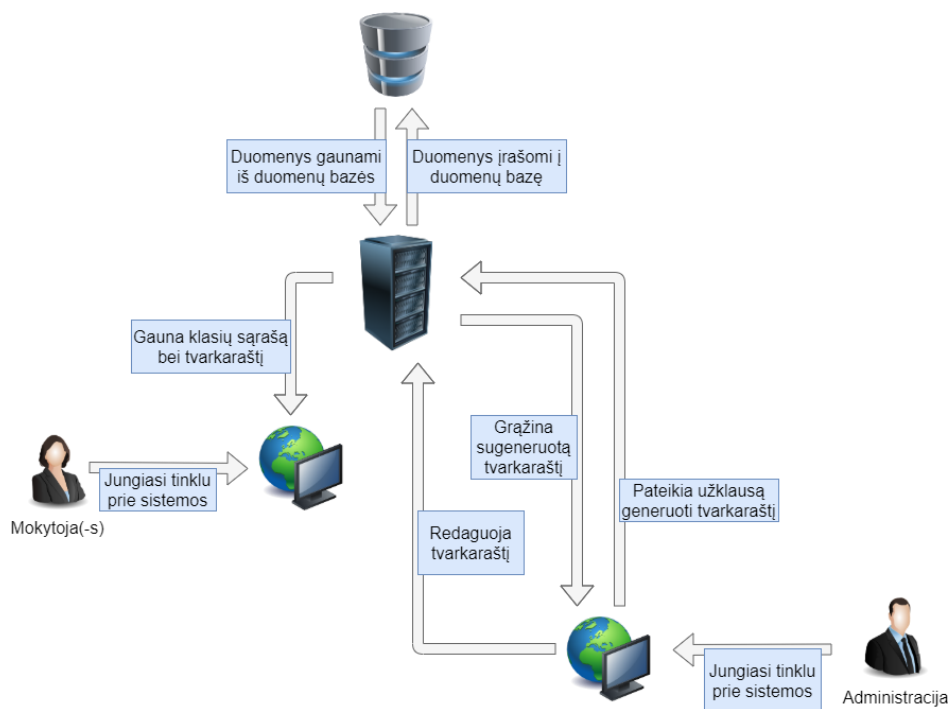 Duomenys gaunami
iš duomenų bazės
Duomenys įrašomi į
duomenų bazę
Gauna klasių sąrašą
bei tvarkaraštį
Grąžina
sugeneruotą
tvarkaraštį
Jungiasi tinklu
prie sistemos
Mokytoja(-s)
Pateikia užklausą
generuoti tvarkaraštį
Redaguoja
tvarkaraštį
Jungiasi tinklu
prie sistemos
Administracija